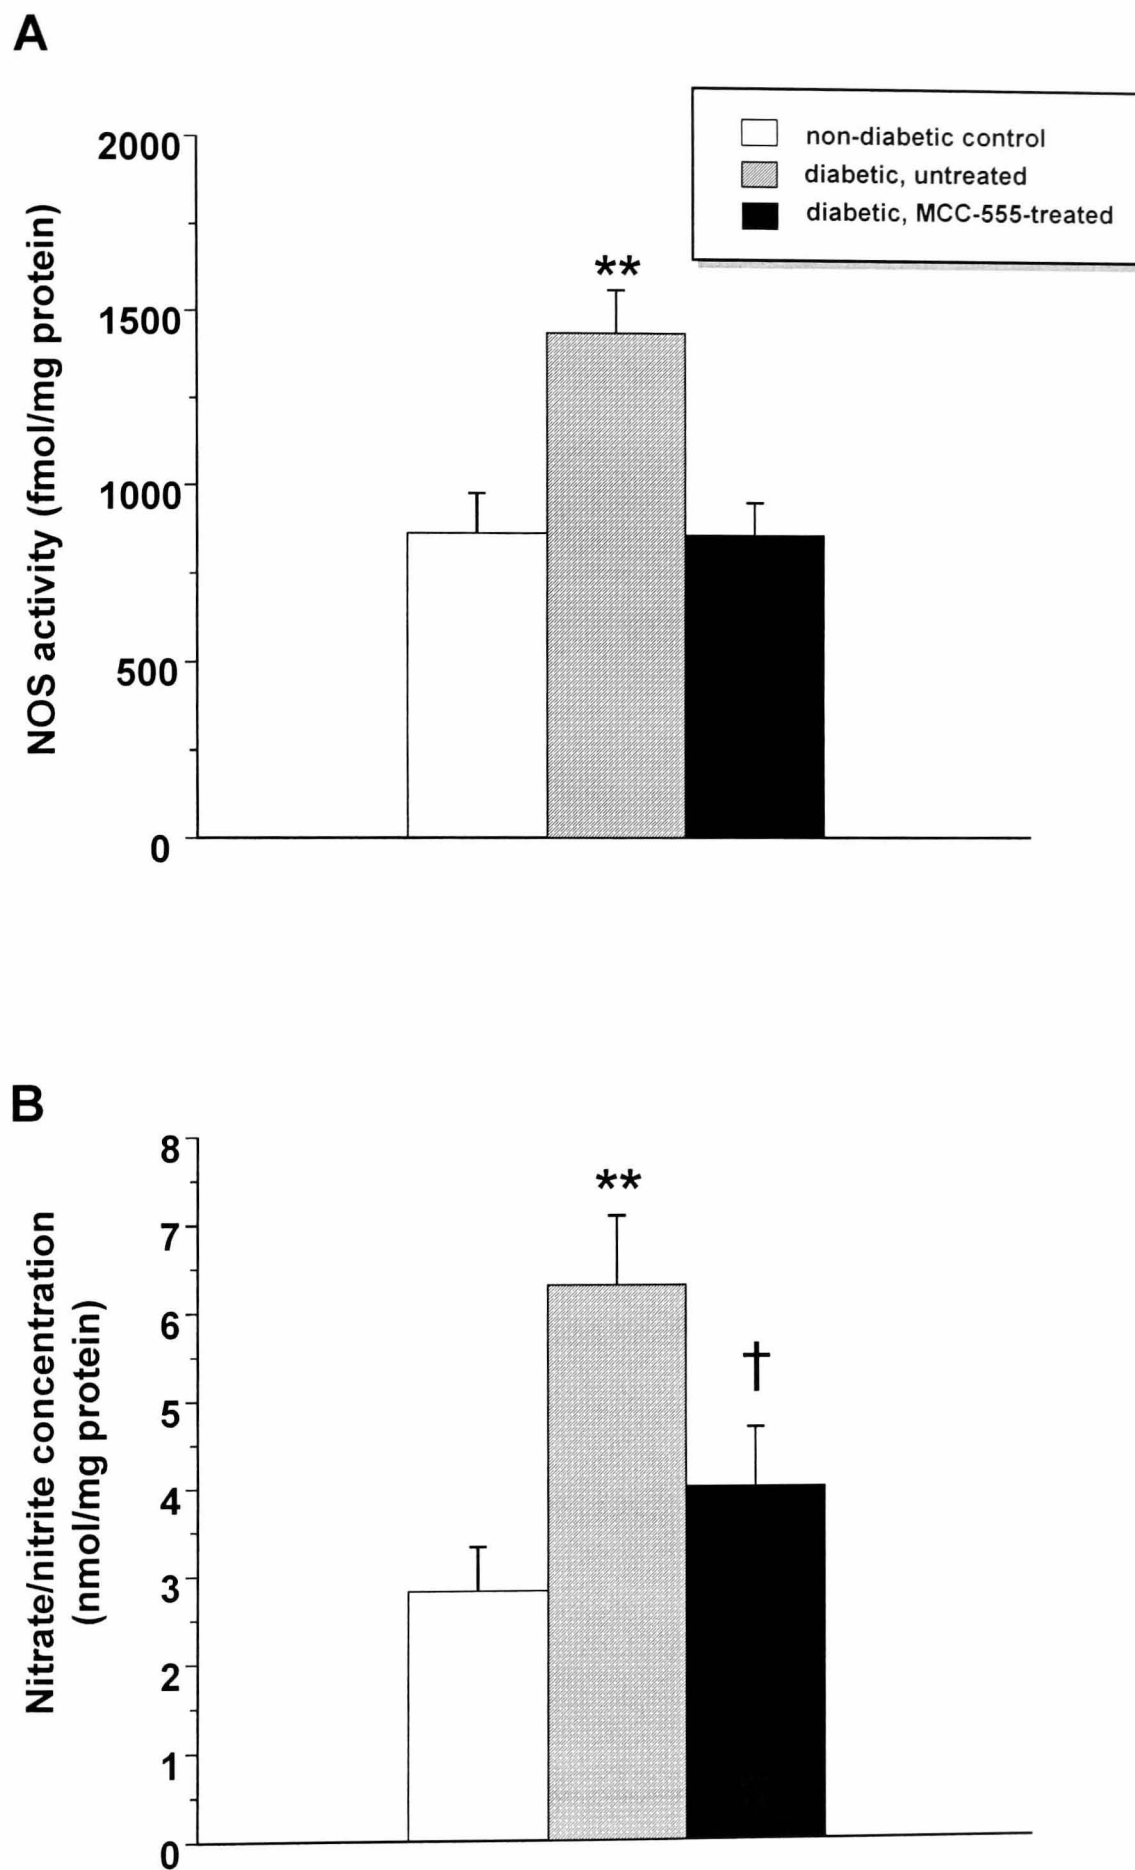 A
non-diabetic control
diabetic, untreated
diabetic, MCC-555-treated
NOS activity (fmol/mg protein)
2000
1500
1000
500
0
**
B
Nitrate/nitrite concentration
(nmol/mg protein)
8
7
6
5
4
3
2
1
0
**
†